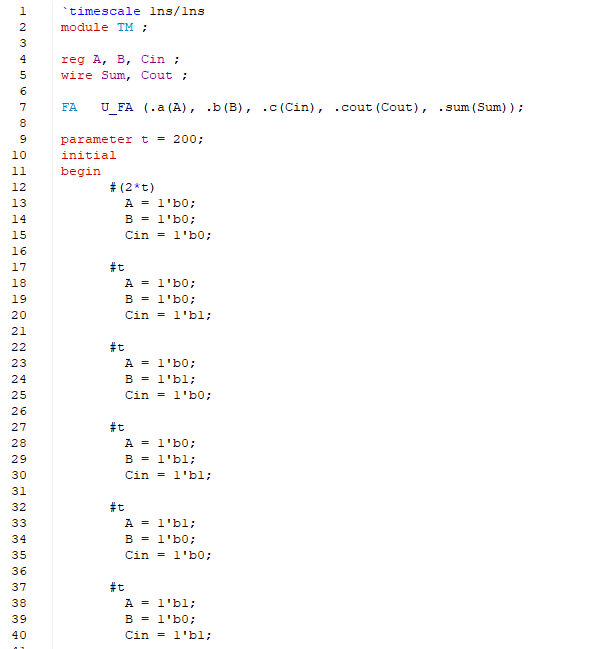 1 `timescale 1ns/1ns
2 module TM ;
3
4 reg A, B, Cin ;
5 wire Sum, Cout ;
6
7 FA U_FA (.a(A), .b(B), .c(Cin), .cout(Cout), .sum(Sum));
8
9 parameter t = 200;
10 initial
11 begin
12 #(2*t)
13 A = 1'b0;
14 B = 1'b0;
15 Cin = 1'b0;
16
17 #t
18 A = 1'b0;
19 B = 1'b0;
20 Cin = 1'b1;
21
22 #t
23 A = 1'b0;
24 B = 1'b1;
25 Cin = 1'b0;
26
27 #t
28 A = 1'b0;
29 B = 1'b1;
30 Cin = 1'b1;
31
32 #t
33 A = 1'b1;
34 B = 1'b0;
35 Cin = 1'b0;
36
37 #t
38 A = 1'b1;
39 B = 1'b0;
40 Cin = 1'b1;